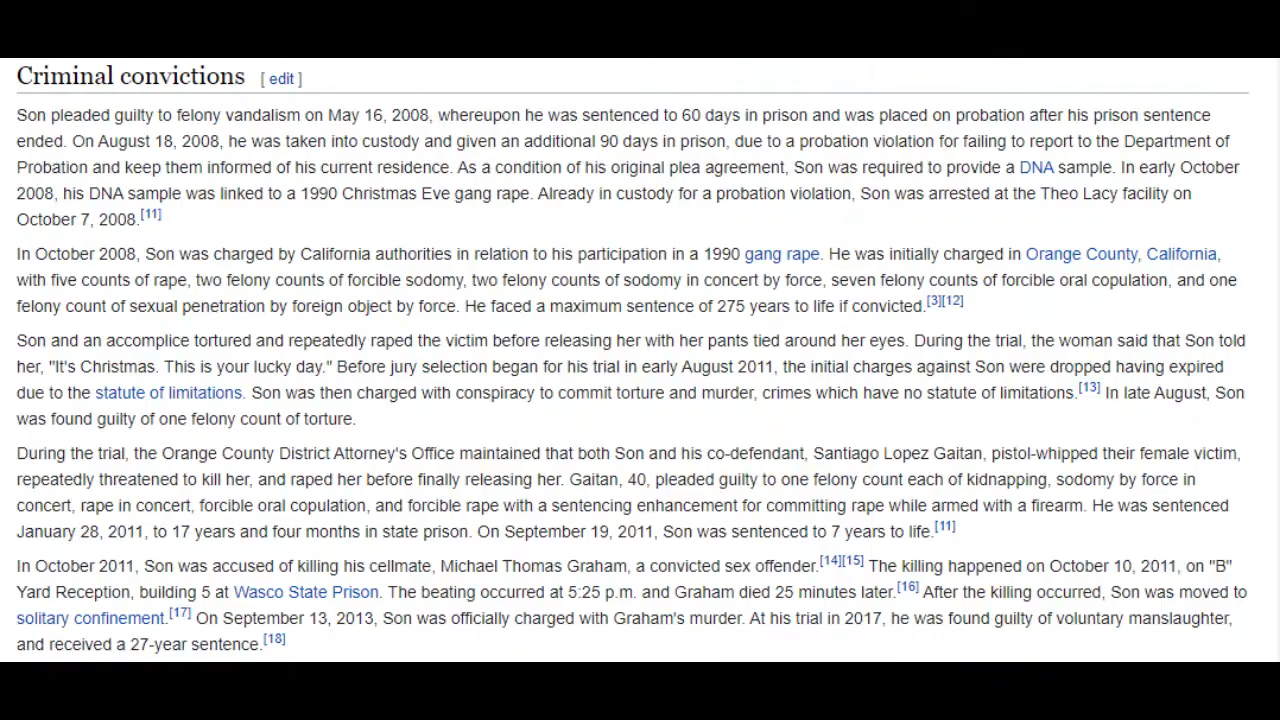 Criminal convictions [ edit ]
Son pleaded guilty to felony vandalism on May 16, 2008, whereupon he was sentenced to 60 days in prison and was placed on probation after his prison sentence
ended. On August 18, 2008, he was taken into custody and given an additional 90 days in prison, due to a probation violation for failing to report to the Department of
Probation and keep them informed of his current residence. As a condition of his original plea agreement, Son was required to provide a DNA sample. In early October
2008, his DNA sample was linked to a 1990 Christmas Eve gang rape. Already in custody for a probation violation, Son was arrested at the Theo Lacy facility on
October 7, 2008.[11]
In October 2008, Son was charged by California authorities in relation to his participation in a 1990 gang rape. He was initially charged in Orange County, California,
with five counts of rape, two felony counts of forcible sodomy, two felony counts of sodomy in concert by force, seven felony counts of forcible oral copulation, and one
felony count of sexual penetration by foreign object by force. He faced a maximum sentence of 275 years to life if convicted.[3][12]
Son and an accomplice tortured and repeatedly raped the victim before releasing her with her pants tied around her eyes. During the trial, the woman said that Son told
her, "It's Christmas. This is your lucky day." Before jury selection began for his trial in early August 2011, the initial charges against Son were dropped having expired
due to the statute of limitations. Son was then charged with conspiracy to commit torture and murder, crimes which have no statute of limitations.[13] In late August, Son
was found guilty of one felony count of torture.
During the trial, the Orange County District Attorney's Office maintained that both Son and his co-defendant, Santiago Lopez Gaitan, pistol-whipped their female victim,
repeatedly threatened to kill her, and raped her before finally releasing her. Gaitan, 40, pleaded guilty to one felony count each of kidnapping, sodomy by force in
concert, rape in concert, forcible oral copulation, and forcible rape with a sentencing enhancement for committing rape while armed with a firearm. He was sentenced
January 28, 2011, to 17 years and four months in state prison. On September 19, 2011, Son was sentenced to 7 years to life.[11]
In October 2011, Son was accused of killing his cellmate, Michael Thomas Graham, a convicted sex offender.[14][15] The killing happened on October 10, 2011, on "B"
Yard Reception, building 5 at Wasco State Prison. The beating occurred at 5:25 p.m. and Graham died 25 minutes later.[16] After the killing occurred, Son was moved to
solitary confinement.[17] On September 13, 2013, Son was officially charged with Graham's murder. At his trial in 2017, he was found guilty of voluntary manslaughter,
and received a 27-year sentence.[18]